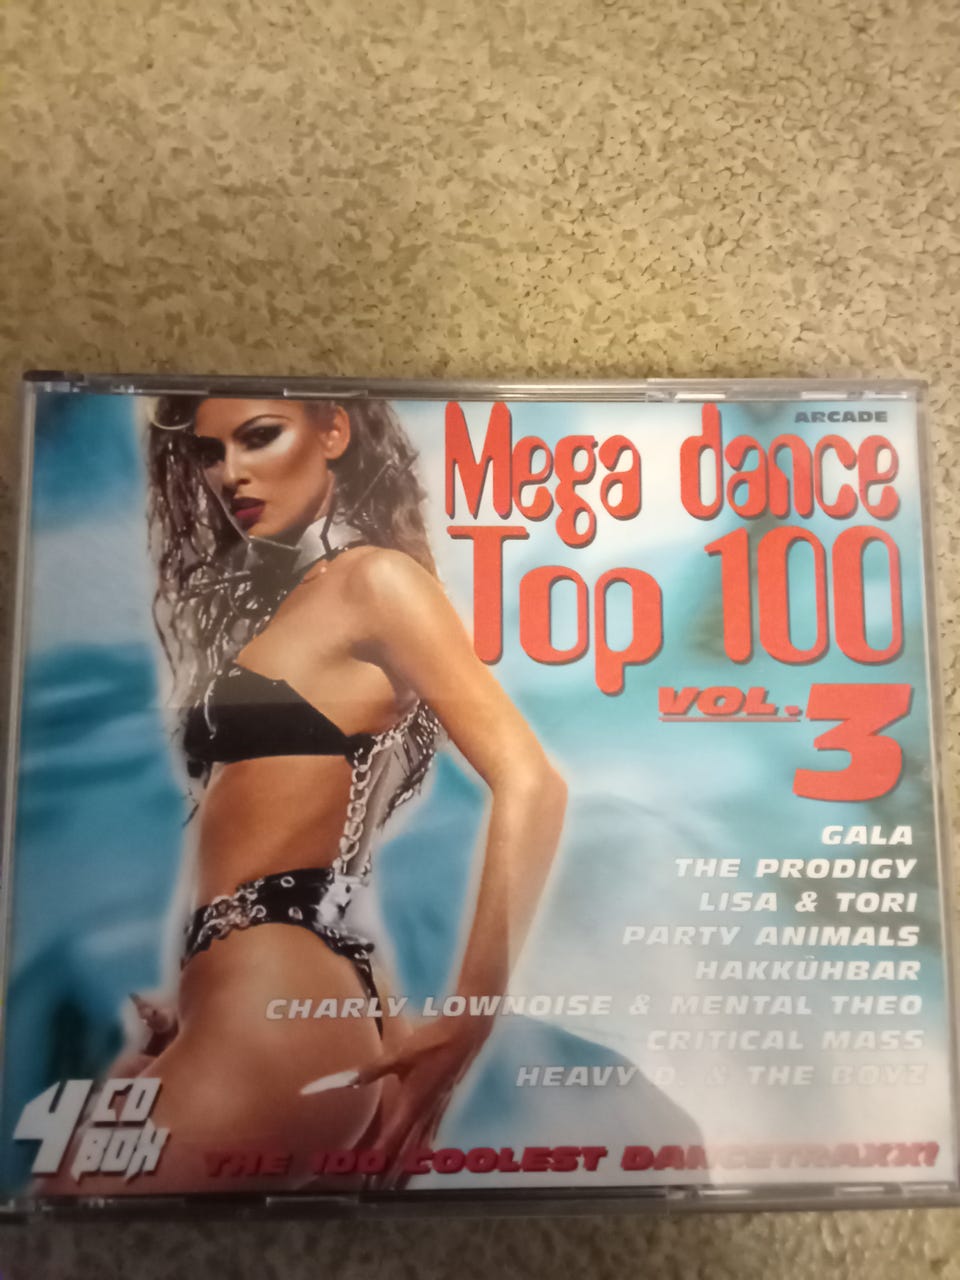 ARCADE
Mega dance
Top 100
VOL. 3
GALA
THE PRODIGY
LISA & TORI
PARTY ANIMALS
HAKKÛHBAR
CHARLY LOWNOISE & MENTAL THEO
CRITICAL MASS
HEAVY D. & THE BOYZ
4 CD BOX
THE 100 COOLEST DANCETRAXX!